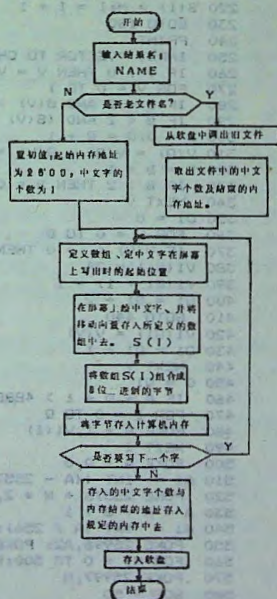 开始
输入结果名：
NAME
N
是否老文件名？
Y
置初值，起始内存地址
为2600，中文字的
个数为1
从软盘中调出旧文件
取出文件中的中文
字个数及结束的内
存地址。
定义数组、定中文字在屏幕
上写出时的起始位置
在屏幕上绘中文字、并将
移动向量存入所定义的数
组中去。S(I)
将数组S(I)组合成
8位二进制的字节
将字节存入计算机内存
Y
是否要写下一个字
N
存入的中文字个数与
内存结束的地址存入
规定的内存中去
存入软盘
结束